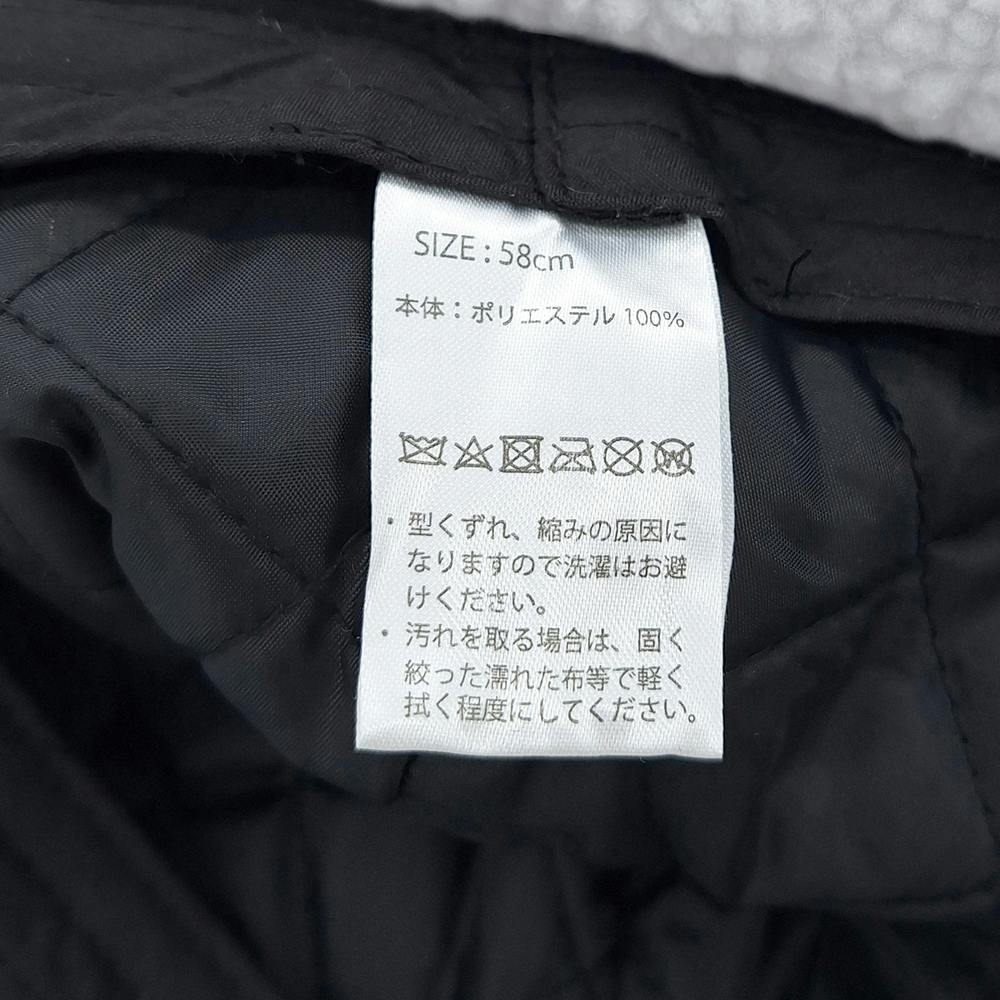 SIZE : 58cm
本体：ポリエステル 100%
・型くずれ、縮みの原因に
なりますので洗濯はお避
けください。
・汚れを取る場合は、固く
絞った濡れた布等で軽く
拭く程度にしてください。